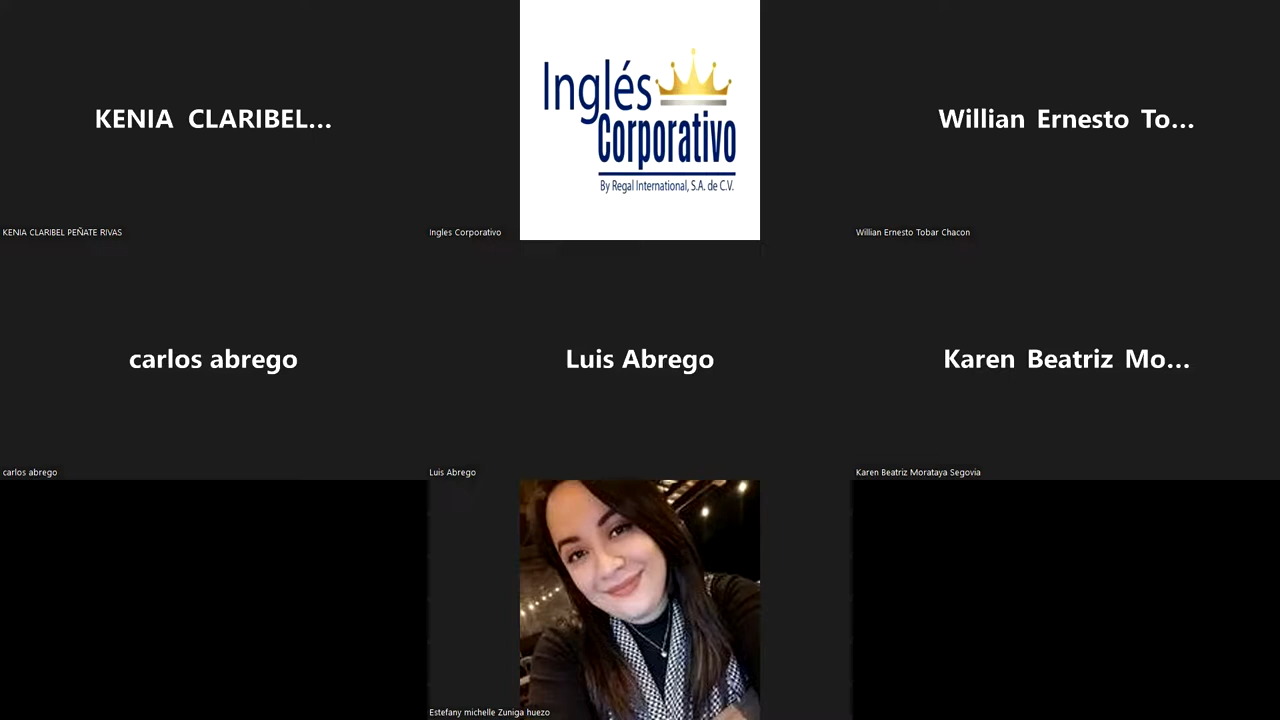 KENIA CLARIBEL...
KENIA CLARIBEL PEÑATE RIVAS
Inglés
Corporativo
By Regal International, S.A. de C.V.
Ingles Corporativo
Willian Ernesto To...
Willian Ernesto Tobar Chacon
carlos abrego
carlos abrego
Luis Abrego
Luis Abrego
Karen Beatriz Mo...
Karen Beatriz Morataya Segovia
Estefany michelle Zuniga huezo